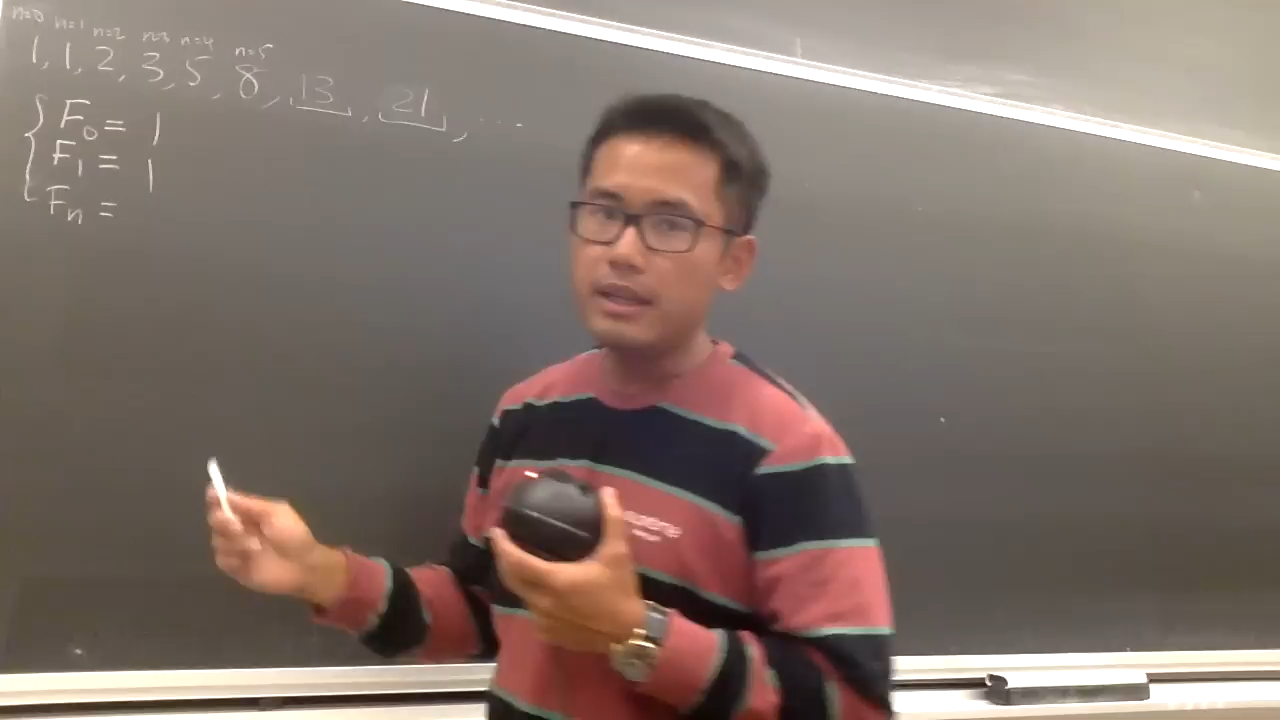 n=0 n=1 n=2 n=3 n=4 n=5
1, 1, 2, 3, 5, 8, 13, 21, ...
F0 = 1
F1 = 1
Fn =